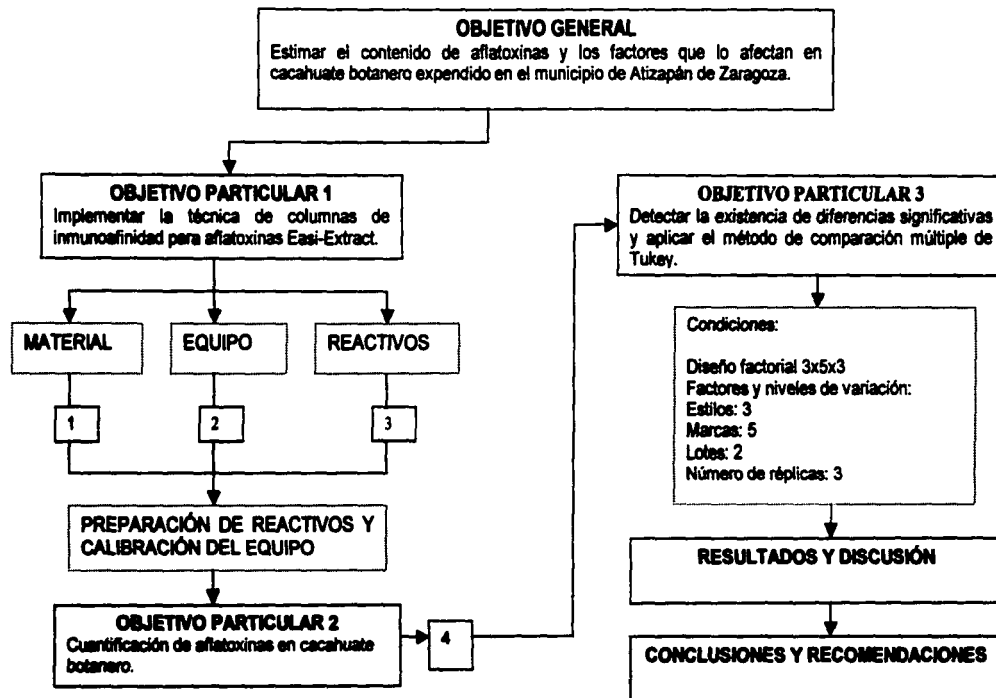 OBJETIVO GENERAL
Estimar el contenido de aflatoxinas y los factores que lo afectan en
cacahuate botanero expendido en el municipio de Atizapán de Zaragoza.
OBJETIVO PARTICULAR 1
Implementar la técnica de columnas de
inmunoafinidad para aflatoxinas Easi-Extract.
MATERIAL
EQUIPO
REACTIVOS
1
2
3
PREPARACIÓN DE REACTIVOS Y
CALIBRACIÓN DEL EQUIPO
OBJETIVO PARTICULAR 2
Cuantificación de aflatoxinas en cacahuate
botanero.
4
OBJETIVO PARTICULAR 3
Detectar la existencia de diferencias significativas
y aplicar el método de comparación múltiple de
Tukey.
Condiciones:
Diseño factorial 3x5x3
Factores y niveles de variación:
Estilos: 3
Marcas: 5
Lotes: 2
Número de réplicas: 3
RESULTADOS Y DISCUSIÓN
CONCLUSIONES Y RECOMENDACIONES